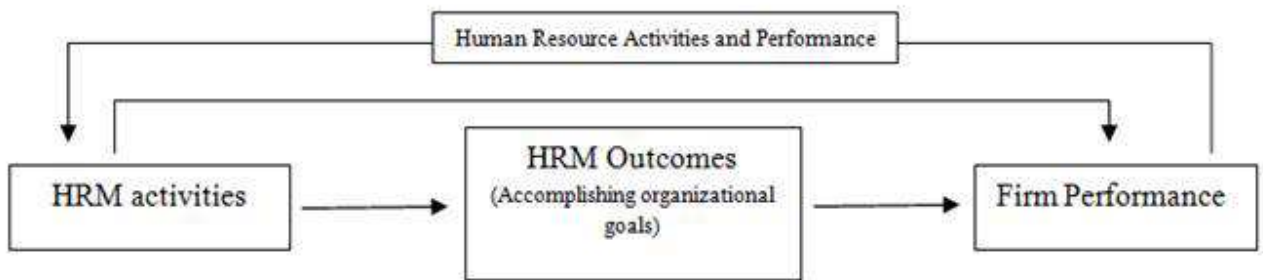 Human Resource Activities and Performance
HRM activities
HRM Outcomes
(Accomplishing organizational
goals)
Firm Performance